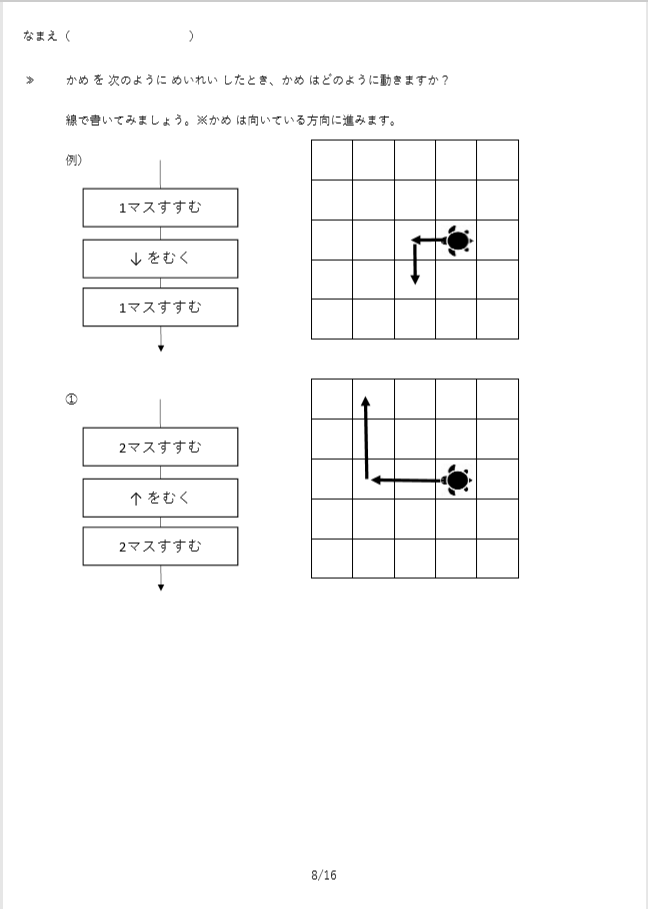 なまえ（　　　　　　　　　　）
≫　かめ を 次のように めいれい したとき、かめ はどのように動きますか？
線で書いてみましょう。※かめ は向いている方向に進みます。
例）
1マスすすむ
↓をむく
1マスすすむ
①
2マスすすむ
↑をむく
2マスすすむ
8/16